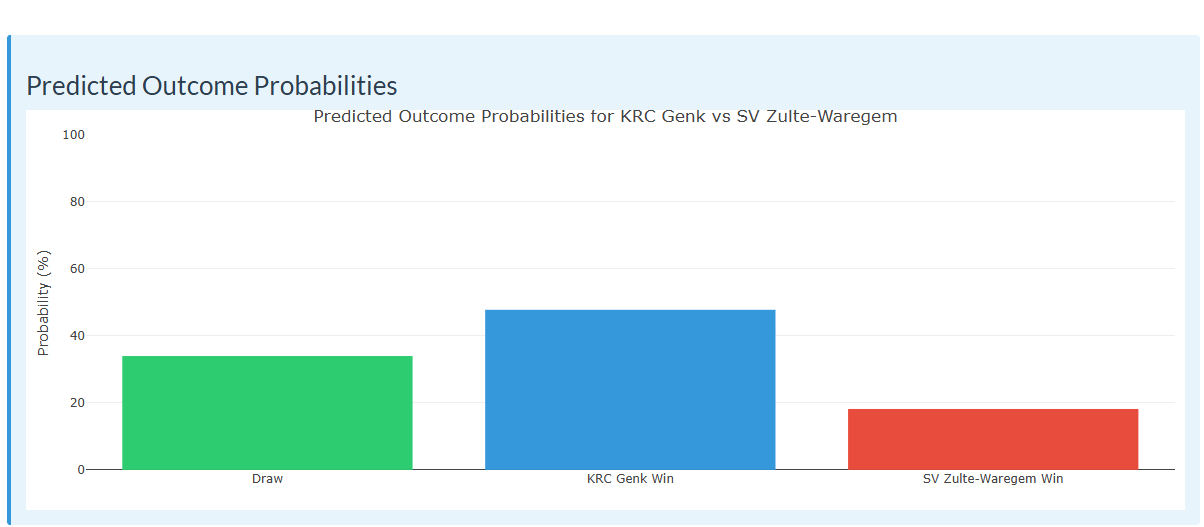 Predicted Outcome Probabilities
Predicted Outcome Probabilities for KRC Genk vs SV Zulte-Waregem
100
80
60
40
20
0
Probability (%)
Draw
KRC Genk Win
SV Zulte-Waregem Win